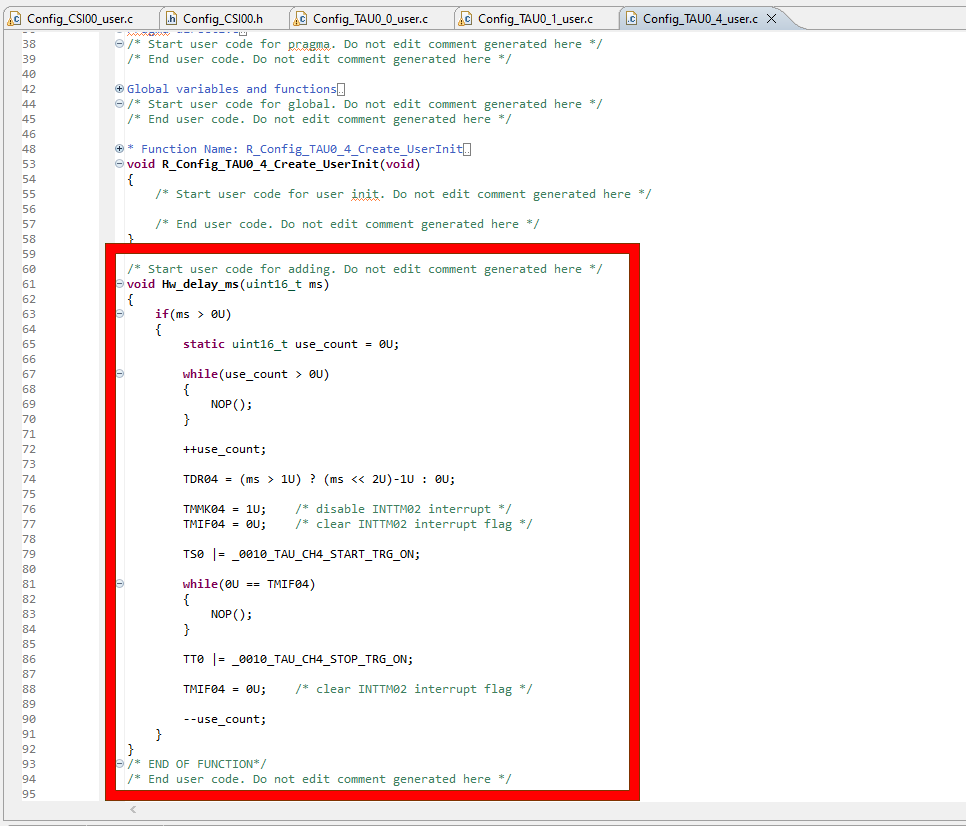 Config_CSI00_user.c Config_CSI00.h Config_TAU0_0_user.c Config_TAU0_1_user.c Config_TAU0_4_user.c
38 /* Start user code for pragma. Do not edit comment generated here */
39 /* End user code. Do not edit comment generated here */
40
42 Global variables and functions
44 /* Start user code for global. Do not edit comment generated here */
45 /* End user code. Do not edit comment generated here */
46
48 * Function Name: R_Config_TAU0_4_Create_UserInit
53 void R_Config_TAU0_4_Create_UserInit(void)
54 {
55 /* Start user code for user init. Do not edit comment generated here */
56
57 /* End user code. Do not edit comment generated here */
58 }
59
60 /* Start user code for adding. Do not edit comment generated here */
61 void Hw_delay_ms(uint16_t ms)
62 {
63 if(ms > 0U)
64 {
65 static uint16_t use_count = 0U;
66
67 while(use_count > 0U)
68 {
69 NOP();
70 }
71
72 ++use_count;
73
74 TDR04 = (ms > 1U) ? (ms << 2U)-1U : 0U;
75
76 TMMK04 = 1U; /* disable INTTM02 interrupt */
77 TMIF04 = 0U; /* clear INTTM02 interrupt flag */
78
79 TS0 |= _0010_TAU_CH4_START_TRG_ON;
80
81 while(0U == TMIF04)
82 {
83 NOP();
84 }
85
86 TT0 |= _0010_TAU_CH4_STOP_TRG_ON;
87
88 TMIF04 = 0U; /* clear INTTM02 interrupt flag */
89
90 --use_count;
91 }
92 }
93 /* END OF FUNCTION*/
94 /* End user code. Do not edit comment generated here */
95